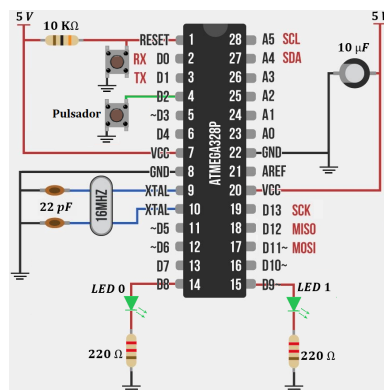 5 V
5 V
10 KΩ
10 μF
RX
TX
Pulsador
RESET
D0
D1
D2
~D3
D4
VCC
GND
XTAL
XTAL
~D5
~D6
D7
D8
1
2
3
4
5
6
7
8
9
10
11
12
13
14
ATMEGA328P
28
27
26
25
24
23
22
21
20
19
18
17
16
15
A5 SCL
A4 SDA
A3
A2
A1
A0
GND
AREF
VCC
D13 SCK
D12 MISO
D11~ MOSI
D10~
D9~
22 pF
16MHZ
LED 0
LED 1
220 Ω
220 Ω